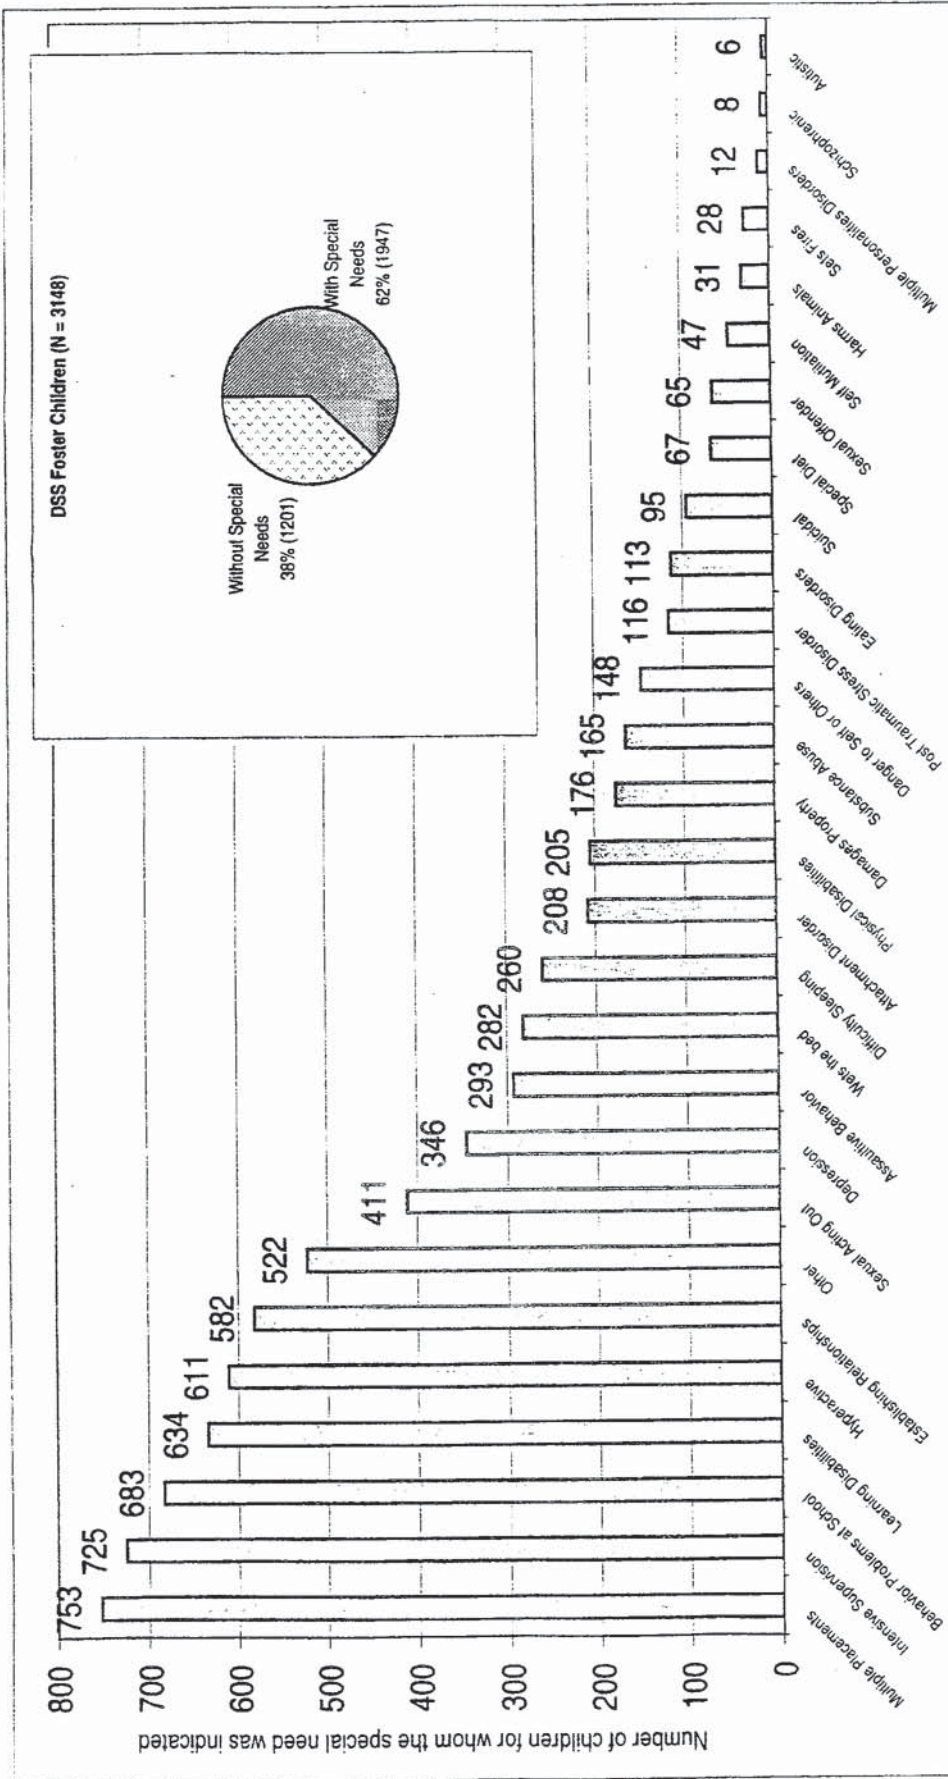 DSS Foster Children (N = 3148)
Without Special
Needs
38% (1201)
With Special
Needs
62% (1947)
Number of children for whom the special need was indicated
800
700
600
500
400
300
200
100
0
753
725
683
634
611
582
522
411
346
293
282
260
208
205
176
165
148
116
113
95
67
65
47
31
28
12
8
6
Multiple Placements
Intensive Supervision
Behavior Problems at School
Learning Disabilities
Hyperactive
Establishing Relationships
Other
Sexual Acting Out
Depression
Assaultive Behavior
Wets the bed
Difficulty Sleeping
Attachment Disorder
Physical Disabilities
Damages Property
Substance Abuse
Danger to Self or Others
Post Traumatic Stress Disorder
Eating Disorders
Suicidal
Special Diet
Sexual Offender
Self Mutilation
Harms Animals
Sets Fires
Multiple Personalities Disorders
Schizophrenic
Autistic